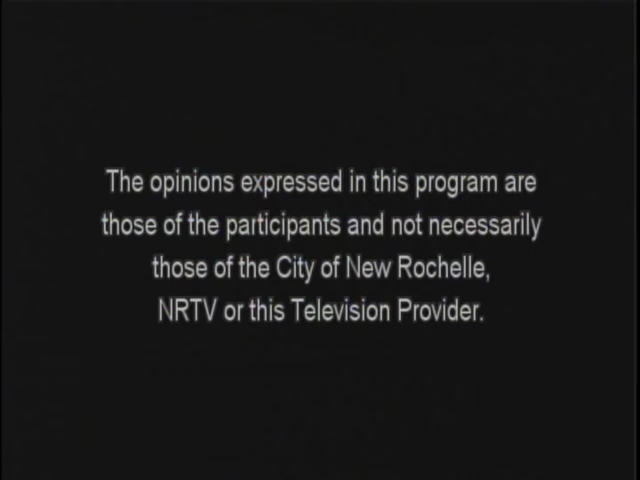 The opinions expressed in this program are
those of the participants and not necessarily
those of the City of New Rochelle,
NRTV or this Television Provider.